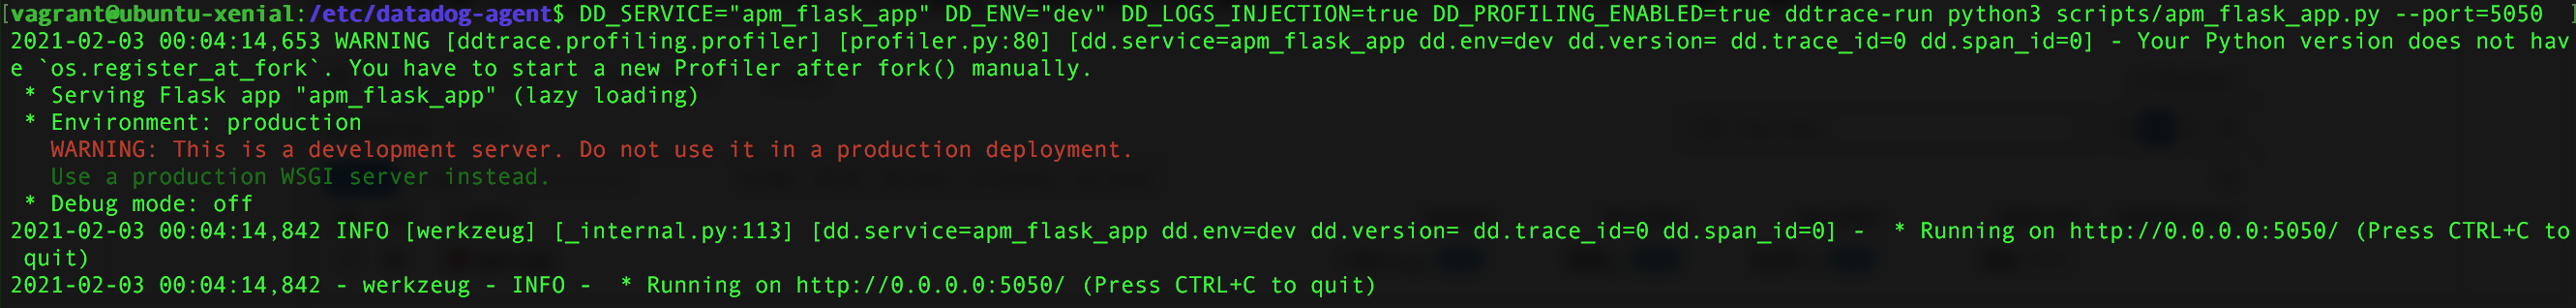 [vagrant@ubuntu-xenial:/etc/datadog-agent$ DD_SERVICE="apm_flask_app" DD_ENV="dev" DD_LOGS_INJECTION=true DD_PROFILING_ENABLED=true ddtrace-run python3 scripts/apm_flask_app.py --port=5050 ]
2021-02-03 00:04:14,653 WARNING [ddtrace.profiling.profiler] [profiler.py:80] [dd.service=apm_flask_app dd.env=dev dd.version= dd.trace_id=0 dd.span_id=0] - Your Python version does not hav
e `os.register_at_fork`. You have to start a new Profiler after fork() manually.
 * Serving Flask app "apm_flask_app" (lazy loading)
 * Environment: production
   WARNING: This is a development server. Do not use it in a production deployment.
   Use a production WSGI server instead.
 * Debug mode: off
2021-02-03 00:04:14,842 INFO [werkzeug] [_internal.py:113] [dd.service=apm_flask_app dd.env=dev dd.version= dd.trace_id=0 dd.span_id=0] -  * Running on http://0.0.0.0:5050/ (Press CTRL+C to
 quit)
2021-02-03 00:04:14,842 - werkzeug - INFO -  * Running on http://0.0.0.0:5050/ (Press CTRL+C to quit)